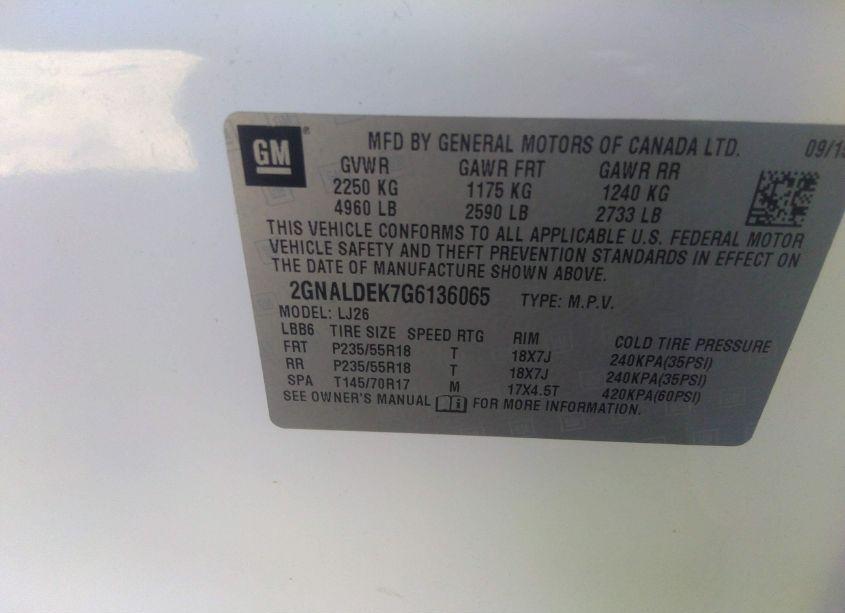 GM
MFD BY GENERAL MOTORS OF CANADA LTD. 09/15
GVWR GAWR FRT GAWR RR
2250 KG 1175 KG 1240 KG
4960 LB 2590 LB 2733 LB
THIS VEHICLE CONFORMS TO ALL APPLICABLE U.S. FEDERAL MOTOR
VEHICLE SAFETY AND THEFT PREVENTION STANDARDS IN EFFECT ON
THE DATE OF MANUFACTURE SHOWN ABOVE.
2GNALDEK7G6136065 TYPE: M.P.V.
MODEL: LJ26
LBB6 TIRE SIZE SPEED RTG RIM COLD TIRE PRESSURE
FRT P235/55R18 T 18X7J 240KPA(35PSI)
RR P235/55R18 T 18X7J 240KPA(35PSI)
SPA T145/70R17 M 17X4.5T 420KPA(60PSI)
SEE OWNER'S MANUAL FOR MORE INFORMATION.